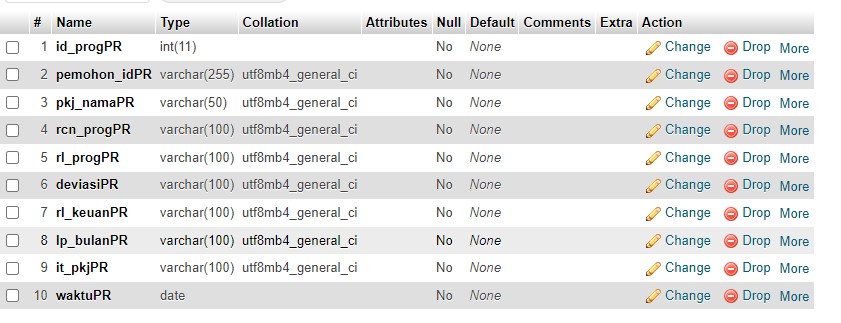 # Name Type Collation Attributes Null Default Comments Extra Action
1 id_progPR int(11) No None Change Drop More
2 pemohon_idPR varchar(255) utf8mb4_general_ci No None Change Drop More
3 pkj_namaPR varchar(50) utf8mb4_general_ci No None Change Drop More
4 rcn_progPR varchar(100) utf8mb4_general_ci No None Change Drop More
5 rl_progPR varchar(100) utf8mb4_general_ci No None Change Drop More
6 deviasiPR varchar(100) utf8mb4_general_ci No None Change Drop More
7 rl_keuanPR varchar(100) utf8mb4_general_ci No None Change Drop More
8 lp_bulanPR varchar(100) utf8mb4_general_ci No None Change Drop More
9 it_pkjPR varchar(100) utf8mb4_general_ci No None Change Drop More
10 waktuPR date No None Change Drop More